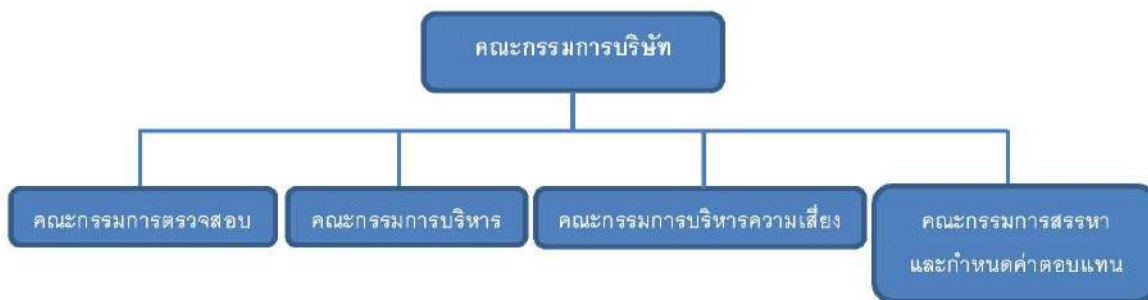 คณะกรรมการบริษัท
คณะกรรมการตรวจสอบ
คณะกรรมการบริหาร
คณะกรรมการบริหารความเสี่ยง
คณะกรรมการสรรหา
และกำหนดค่าตอบแทน